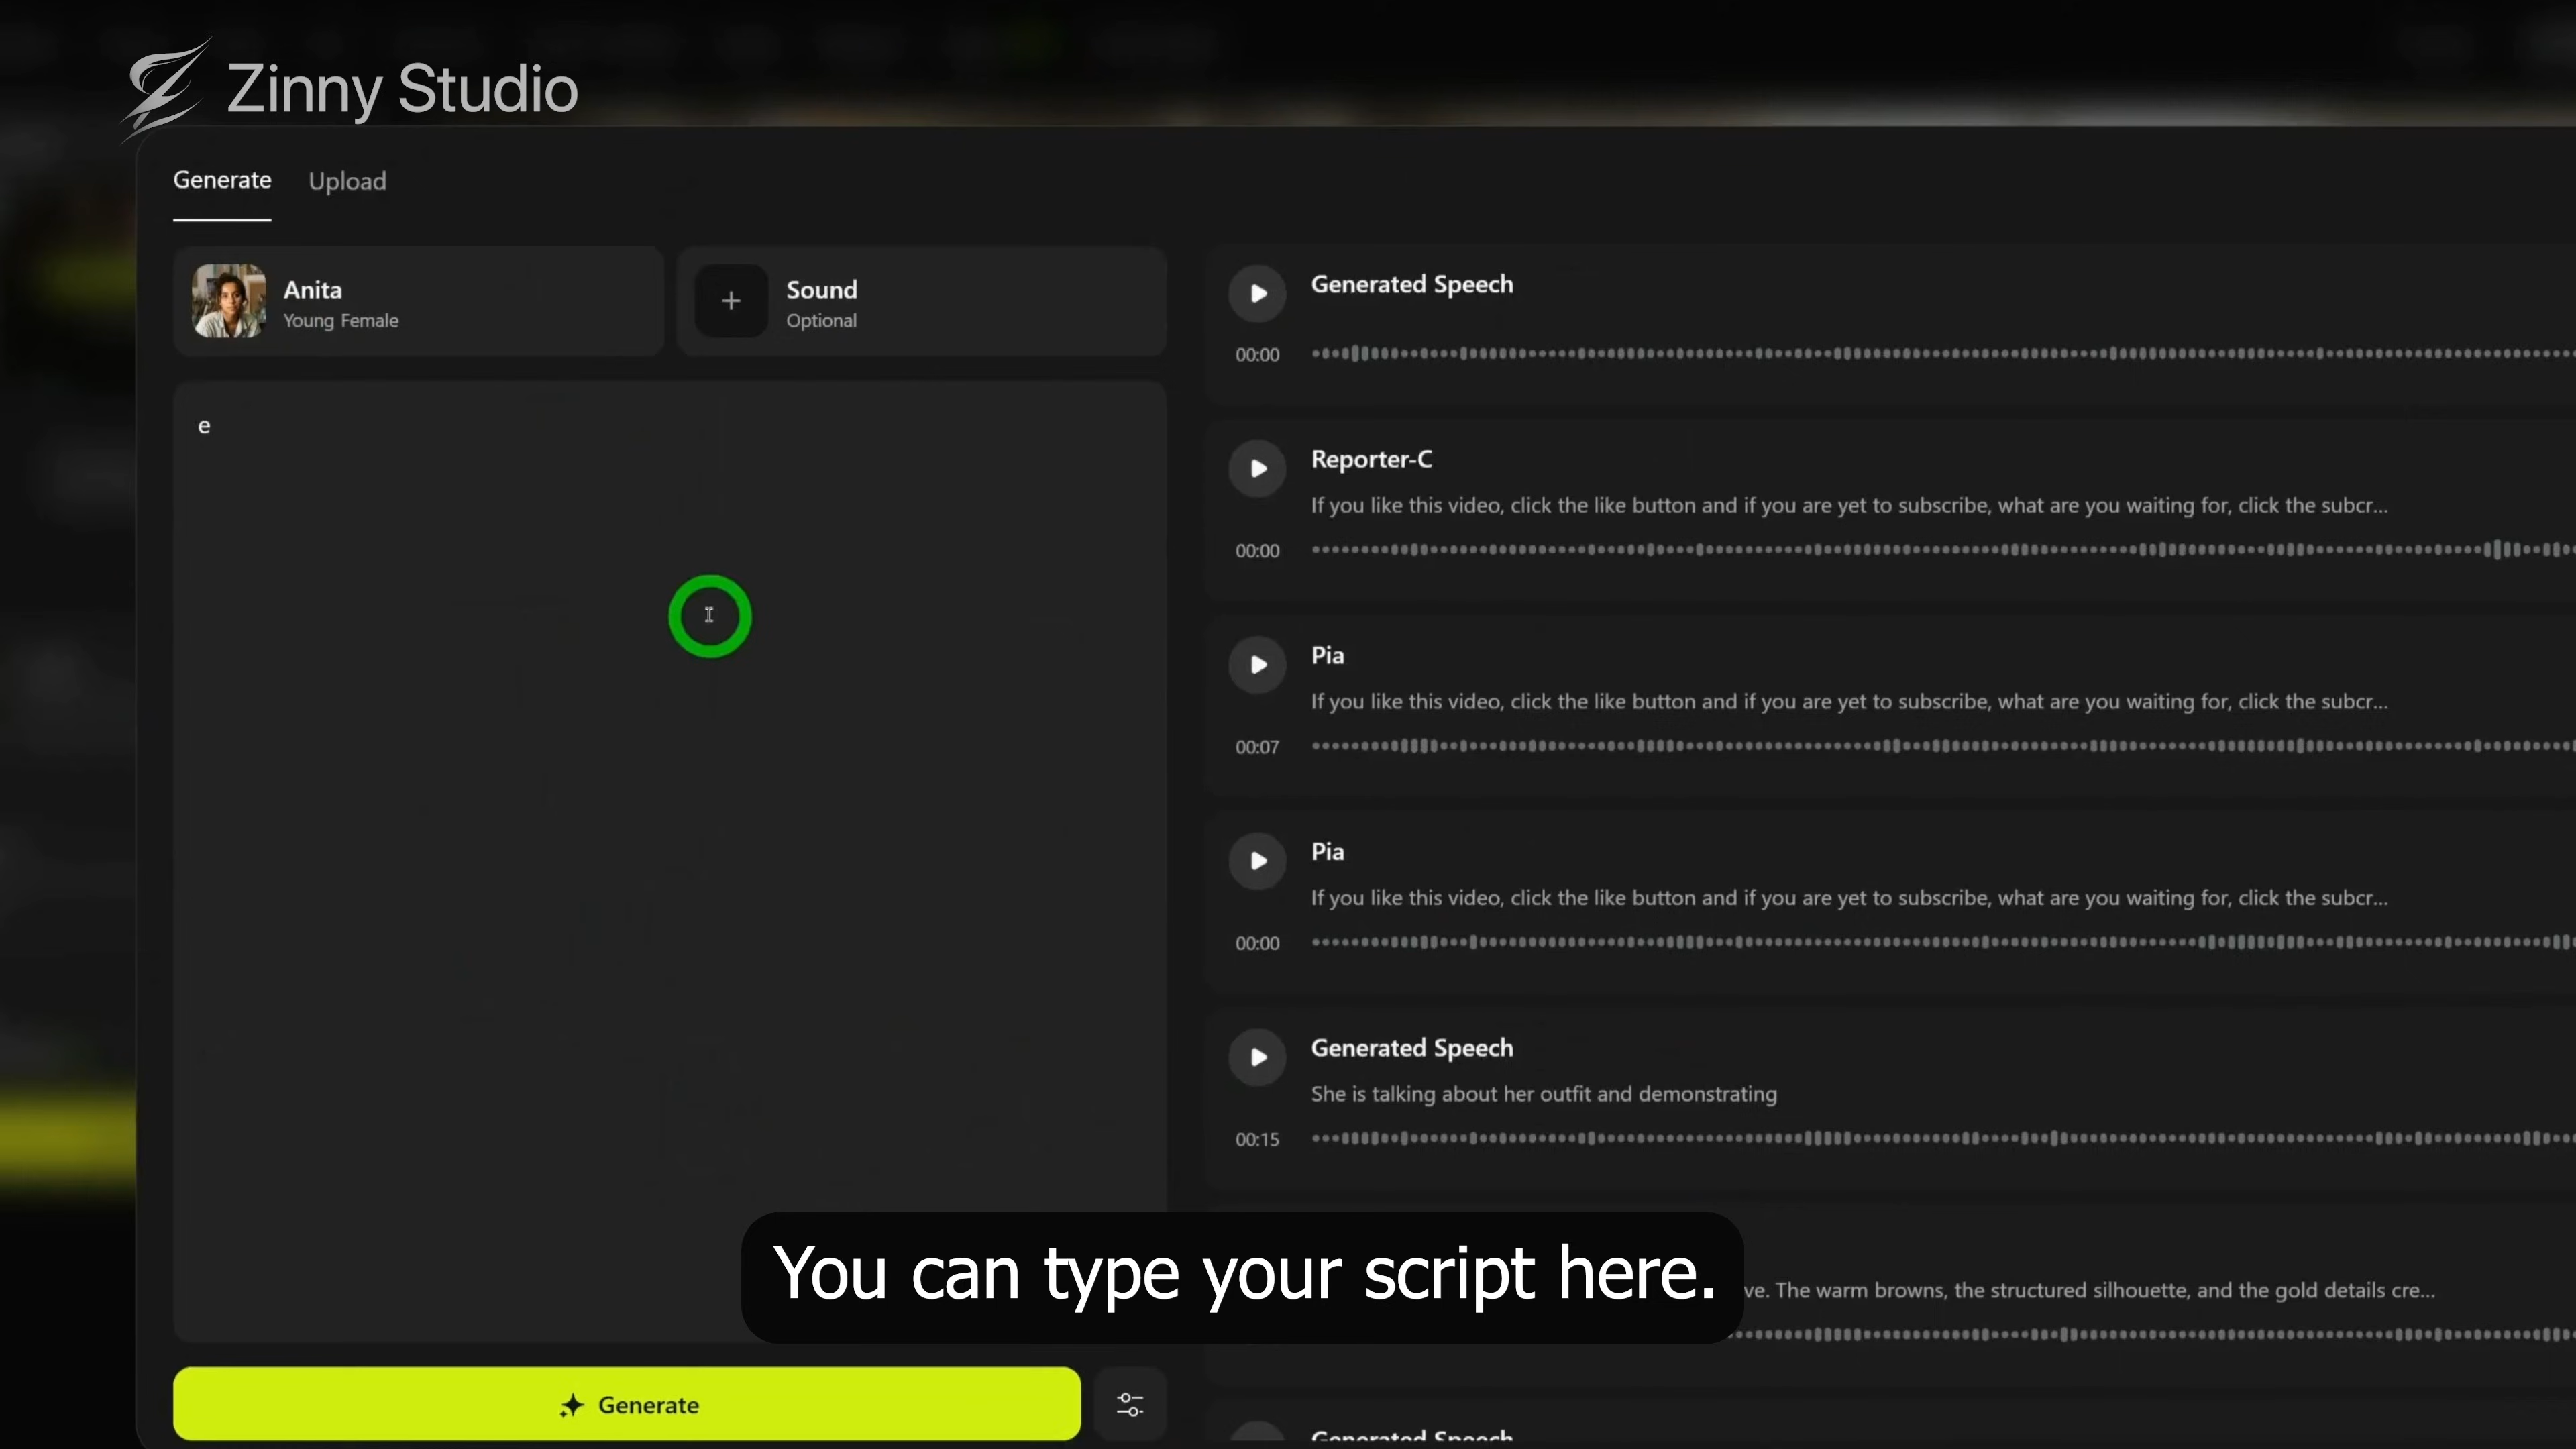 Zinny Studio
Generate
Upload
Anita
Young Female
Sound
Optional
e
Generate
Generated Speech
00:00
Reporter-C
If you like this video, click the like button and if you are yet to subscribe, what are you waiting for, click the subcr...
00:00
Pia
If you like this video, click the like button and if you are yet to subscribe, what are you waiting for, click the subcr...
00:07
Pia
If you like this video, click the like button and if you are yet to subscribe, what are you waiting for, click the subcr...
00:00
Generated Speech
She is talking about her outfit and demonstrating
00:15
ve. The warm browns, the structured silhouette, and the gold details cre...
Generated Speech
You can type your script here.